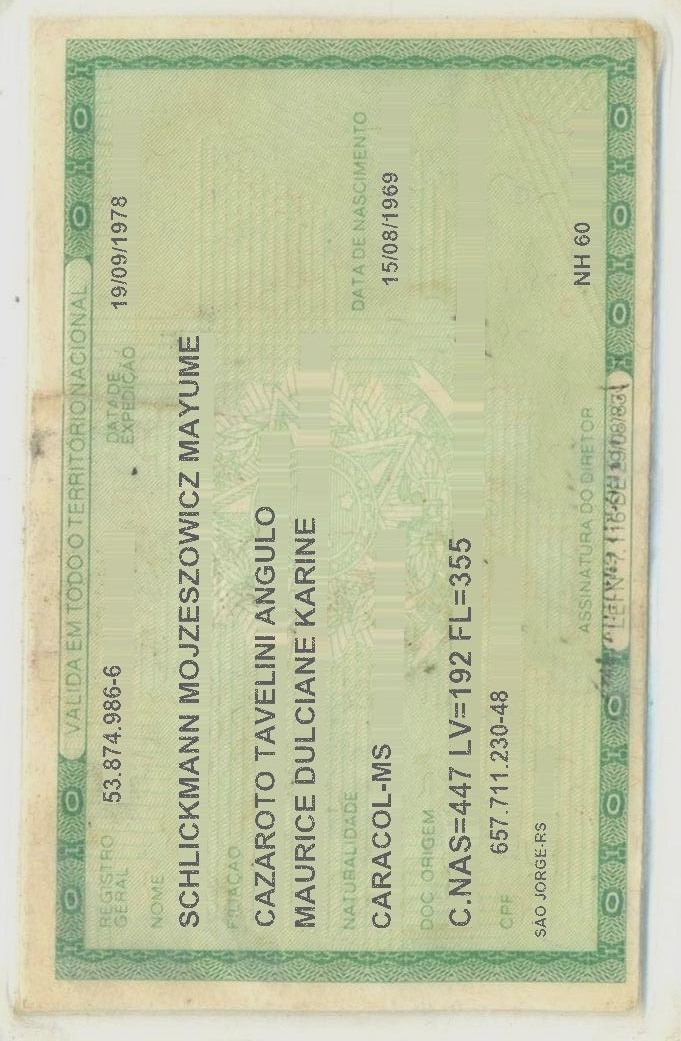 VÁLIDA EM TODO O TERRITÓRIO NACIONAL
REGISTRO GERAL 53.874.986-6 DATA DE EXPEDIÇÃO 19/09/1978
NOME
SCHLICKMANN MOJZESZOWICZ MAYUME
FILIAÇÃO
CAZAROTO TAVELINI ANGULO
MAURICE DULCIANE KARINE
NATURALIDADE DATA DE NASCIMENTO
CARACOL-MS 15/08/1969
DOC ORIGEM
C.NAS=447 LV=192 FL=355
CPF 657.711.230-48
SAO JORGE-RS
NH 60
ASSINATURA DO DIRETOR
LEI Nº 7.116 DE 29/08/83